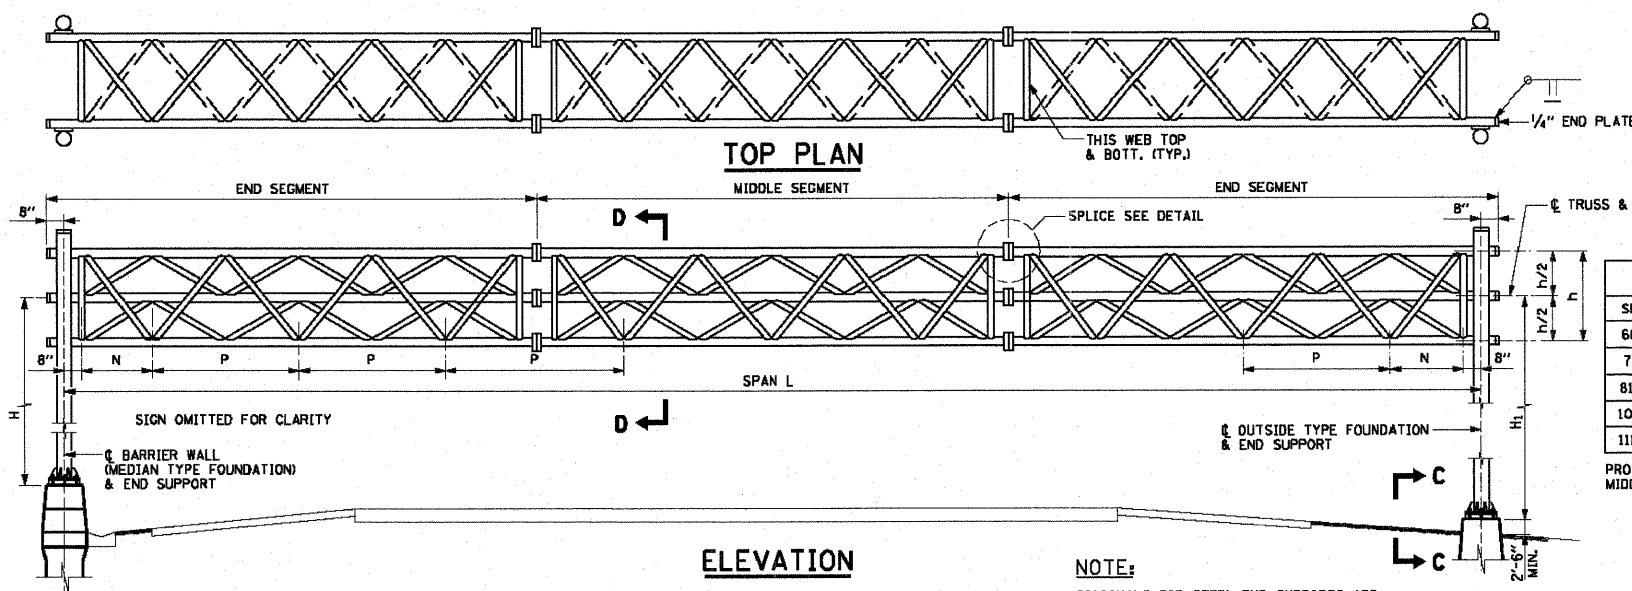 1/4" END PLATE
THIS WEB TOP
& BOTT. (TYP.)
TOP PLAN
END SEGMENT
MIDDLE SEGMENT
END SEGMENT
8"
D
SPLICE SEE DETAIL
8"
℄ TRUSS &
h/2
h
h/2
8"
N
P
P
P
P
N
8"
SPAN L
H
H1
SIGN OMITTED FOR CLARITY
D
℄ BARRIER WALL
(MEDIAN TYPE FOUNDATION)
& END SUPPORT
℄ OUTSIDE TYPE FOUNDATION
& END SUPPORT
C
PRO
MIDD
ELEVATION
C
2'-6"
MIN.
NOTE: